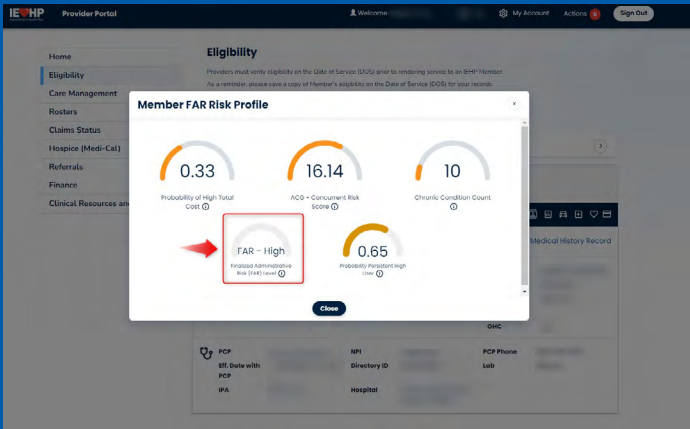 IEHP Provider Portal
Welcome
My Account
Actions 6
Sign Out
Home
Eligibility
Care Management
Rosters
Claims Status
Hospice (Medi-Cal)
Referrals
Finance
Clinical Resources an
Eligibility
Providers must verify eligibility on the Date of Service (DOS) prior to rendering service to an IEHP Member.
As a reminder, please save a copy of Member's eligibility on the Date of Service (DOS) for your records.
Member FAR Risk Profile
0.33
Probability of High Total
Cost
16.14
ACG - Concurrent Risk
Score
10
Chronic Condition Count
FAR - High
Finalized Administrative
Risk (FAR) Level
0.65
Probability Persistent High
User
Close
Medical History Record
OHC
PCP
NPI
PCP Phone
Eff. Date with
PCP
Directory ID
Lab
IPA
Hospital